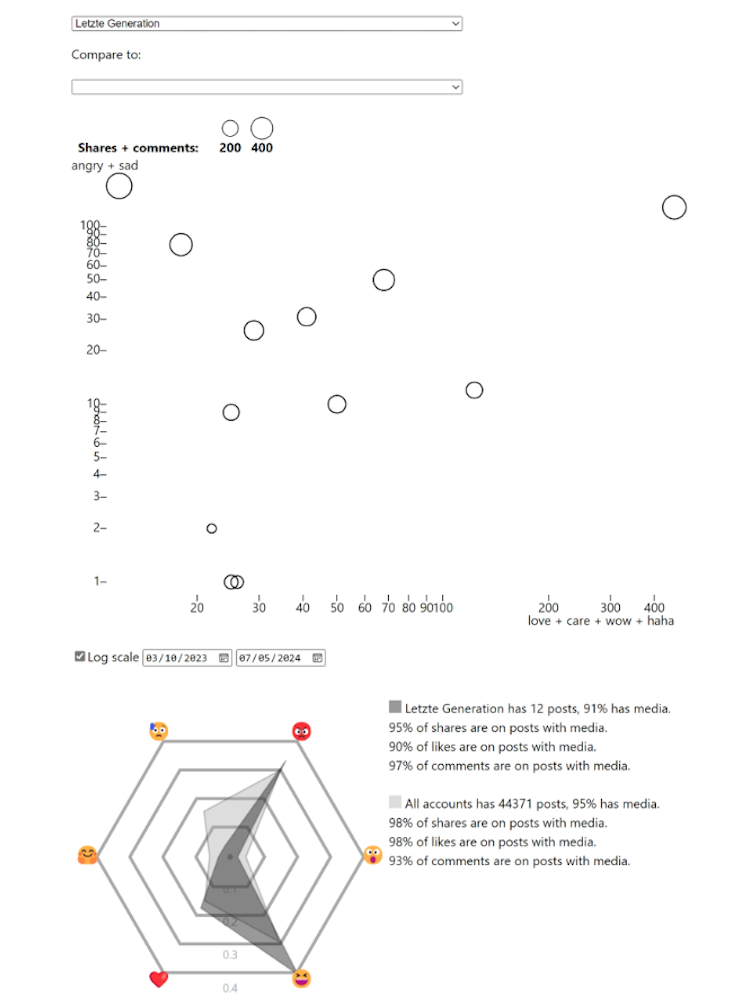 Letzte Generation
Compare to:
Shares + comments: 200 400
angry + sad
100
90
80
70
60
50
40
30
20
10
9
8
7
6
5
4
3
2
1
20 30 40 50 60 70 80 90 100 200 300 400
love + care + wow + haha
Log scale 03/10/2023 07/05/2024
Letzte Generation has 12 posts, 91% has media.
95% of shares are on posts with media.
90% of likes are on posts with media.
97% of comments are on posts with media.
All accounts has 44371 posts, 95% has media.
98% of shares are on posts with media.
98% of likes are on posts with media.
93% of comments are on posts with media.
0.1
0.2
0.3
0.4